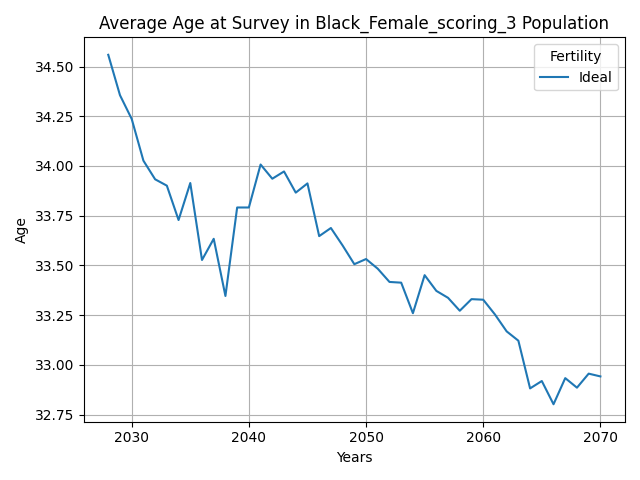 Average Age at Survey in Black_Female_scoring_3 Population
Fertility
Ideal
34.50
34.25
34.00
33.75
33.50
33.25
33.00
32.75
Age
2030 2040 2050 2060 2070
Years